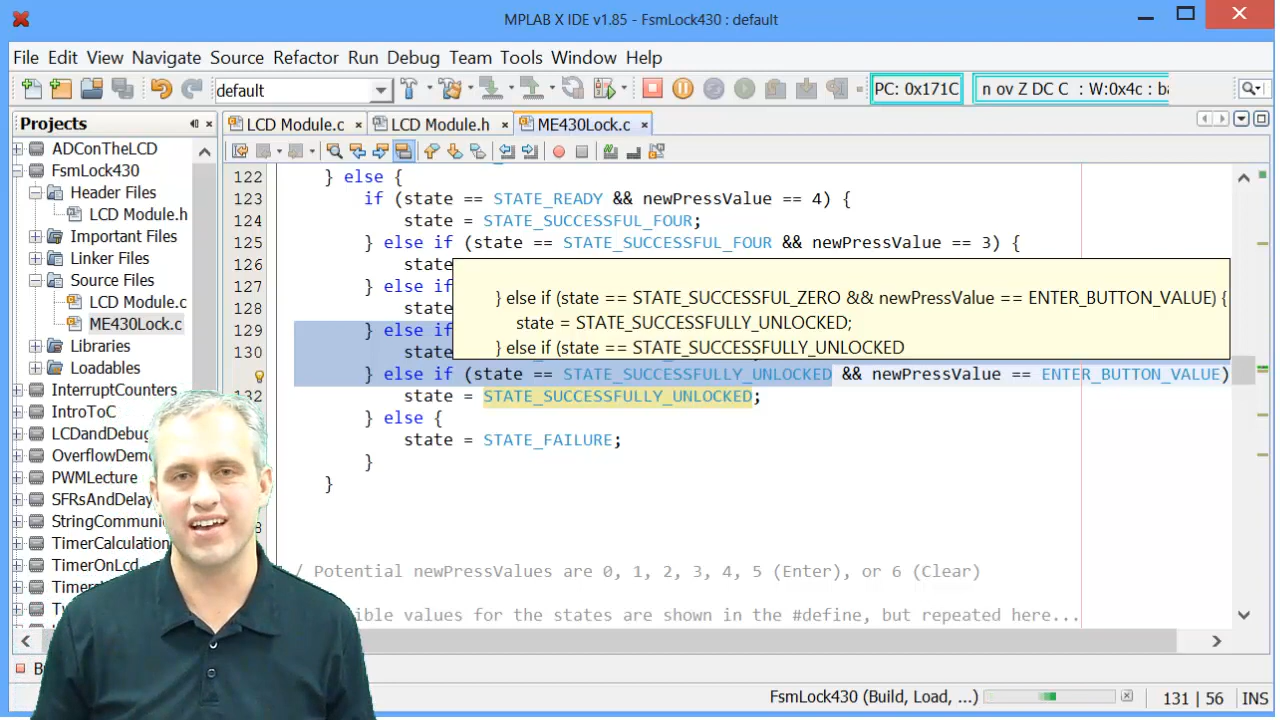 MPLAB X IDE v1.85 - FsmLock430 : default
File Edit View Navigate Source Refactor Run Debug Team Tools Window Help
default
PC: 0x171C
n ov Z DC C : W:0x4c : ba
Projects
LCD Module.c
LCD Module.h
ME430Lock.c
ADConTheLCD
FsmLock430
Header Files
LCD Module.h
Important Files
Linker Files
Source Files
LCD Module.c
ME430Lock.c
Libraries
Loadables
InterruptCounters
IntroToC
LCDandDebug
OverflowDem
PWMLecture
SFRsAndDelay
StringCommuni
TimerCalculation
TimerOnLcd
122 } else {
123 if (state == STATE_READY && newPressValue == 4) {
124 state = STATE_SUCCESSFUL_FOUR;
125 } else if (state == STATE_SUCCESSFUL_FOUR && newPressValue == 3) {
126 state
127 } else if
128 state
129 } else if
130 state
} else if (state == STATE_SUCCESSFULLY_UNLOCKED && newPressValue == ENTER_BUTTON_VALUE)
132 state = STATE_SUCCESSFULLY_UNLOCKED;
} else {
state = STATE_FAILURE;
}
}
} else if (state == STATE_SUCCESSFUL_ZERO && newPressValue == ENTER_BUTTON_VALUE) {
state = STATE_SUCCESSFULLY_UNLOCKED;
} else if (state == STATE_SUCCESSFULLY_UNLOCKED
/ Potential newPressValues are 0, 1, 2, 3, 4, 5 (Enter), or 6 (Clear)
ible values for the states are shown in the #define, but repeated here...
FsmLock430 (Build, Load, ...)
131 | 56
INS